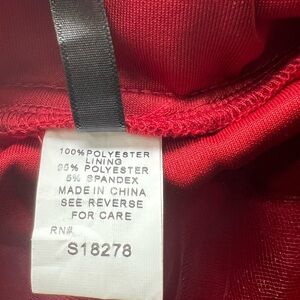 100% POLYESTER
LINING
95% POLYESTER
5% SPANDEX
MADE IN CHINA
SEE REVERSE
FOR CARE
RN#
S18278